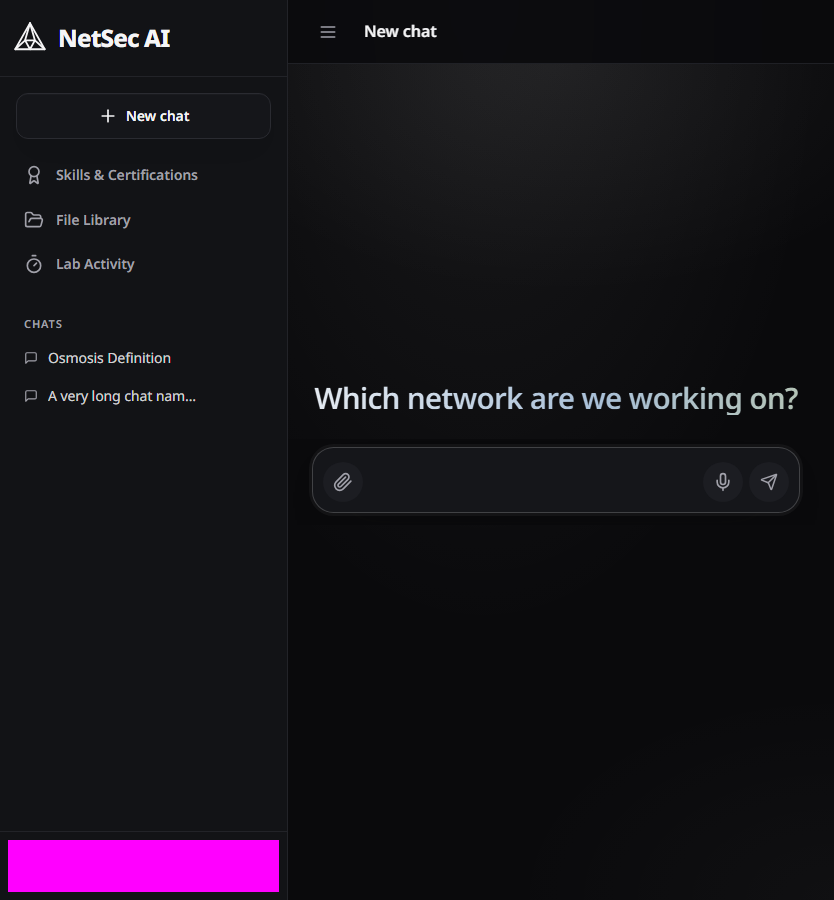 NetSec AI
New chat
Skills & Certifications
File Library
Lab Activity
CHATS
Osmosis Definition
A very long chat nam...
New chat
Which network are we working on?